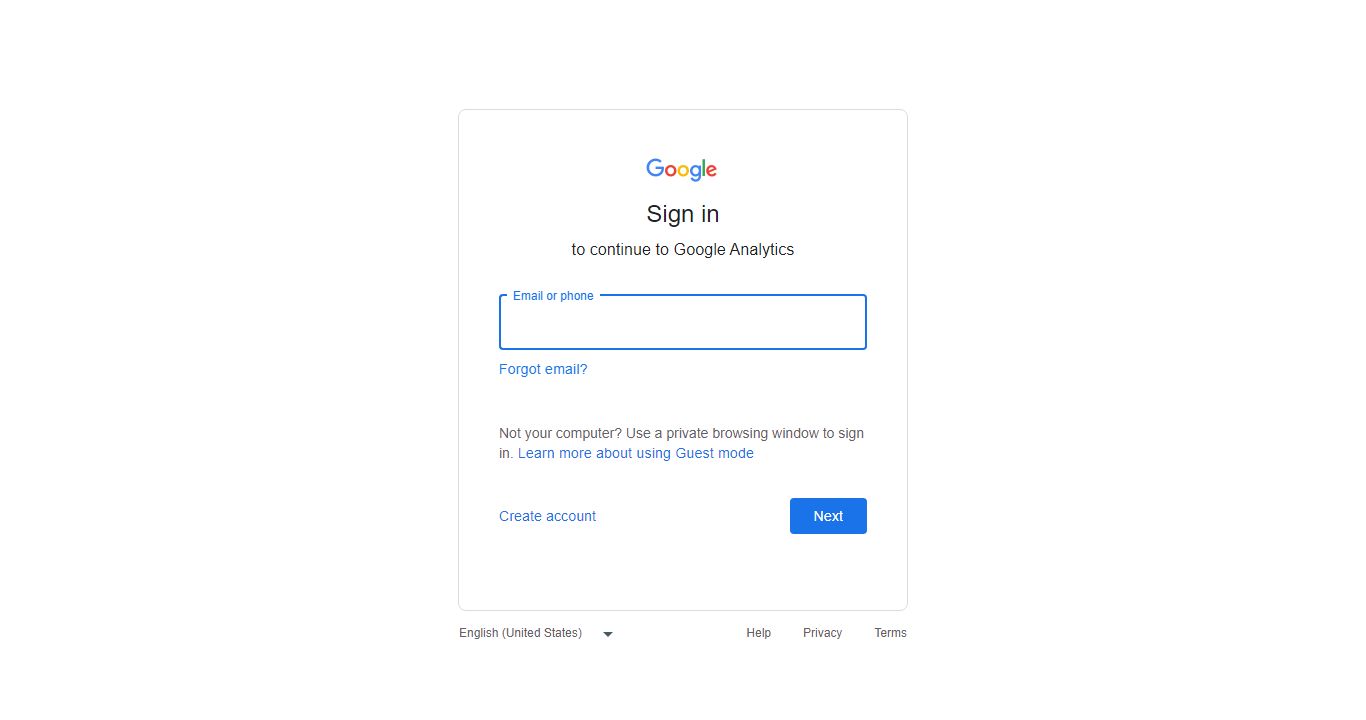 Google
Sign in
to continue to Google Analytics
Email or phone
Forgot email?
Not your computer? Use a private browsing window to sign
in. Learn more about using Guest mode
Create account
Next
English (United States)
Help
Privacy
Terms